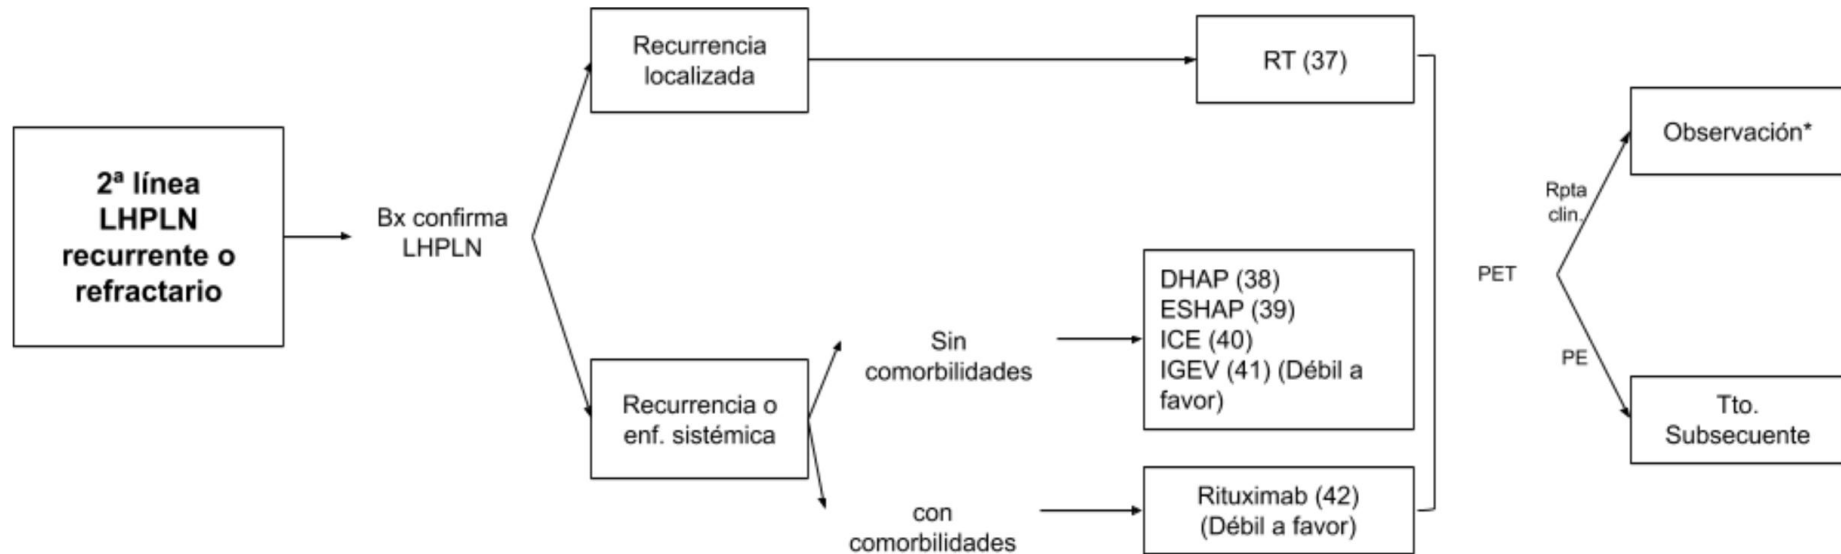 2ª línea
LHPLN
recurrente o
refractario
Bx confirma
LHPLN
Recurrencia
localizada
RT (37)
Recurrencia o
enf. sistémica
Sin
comorbilidades
DHAP (38)
ESHAP (39)
ICE (40)
IGEV (41) (Débil a
favor)
con
comorbilidades
Rituximab (42)
(Débil a favor)
PET
Rpta
clin.
Observación*
PE
Tto.
Subsecuente